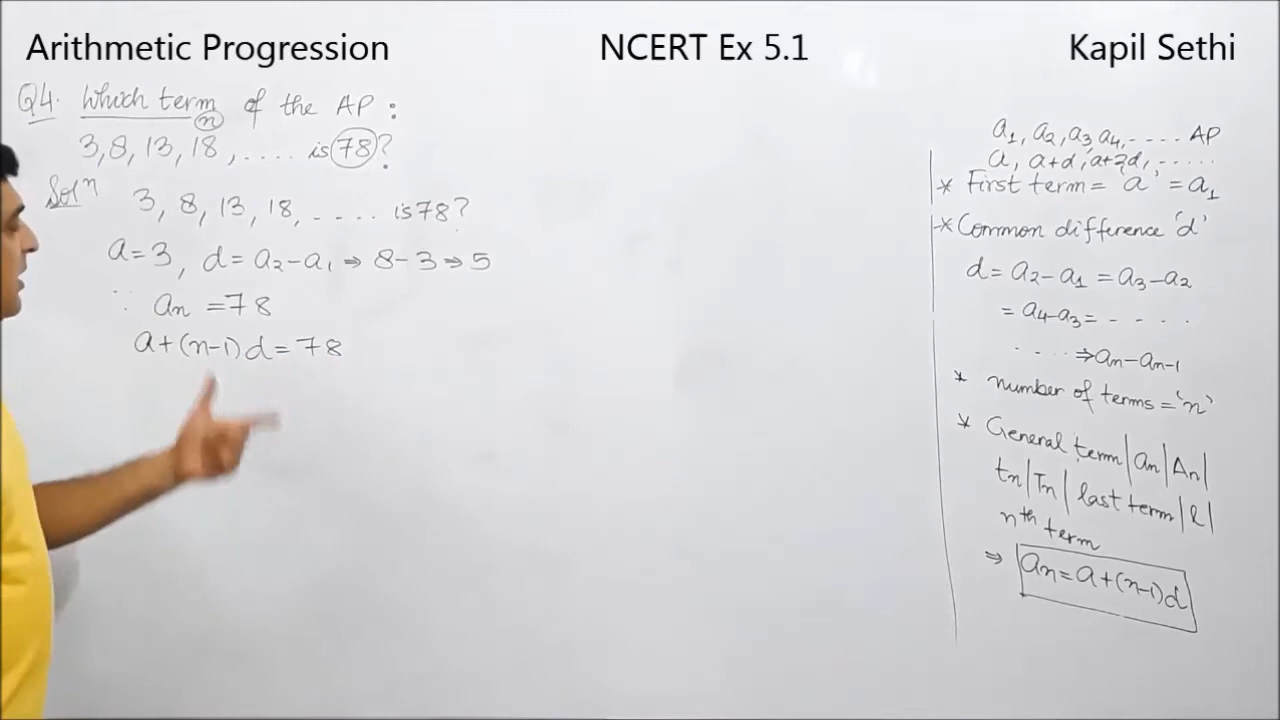 Arithmetic Progression NCERT Ex 5.1 Kapil Sethi
Q4. Which term of the AP :
n
3, 8, 13, 18, .... is 78?
Solⁿ 3, 8, 13, 18, .... is 78?
a = 3, d = a₂ - a₁ ⇒ 8 - 3 ⇒ 5
∵ an = 78
a + (n-1) d = 78
a₁, a₂, a₃, a₄, ..... AP
a, a+d, a+2d, .....
* First term = 'a' = a₁
* Common difference 'd'
d = a₂ - a₁ = a₃ - a₂
= a₄ - a₃ = - - - -
.... ⇒ an - an-1
* number of terms = 'n'
* General term | an | An |
tn | Tn | last term | l |
nth term
⇒ an = a + (n-1)d